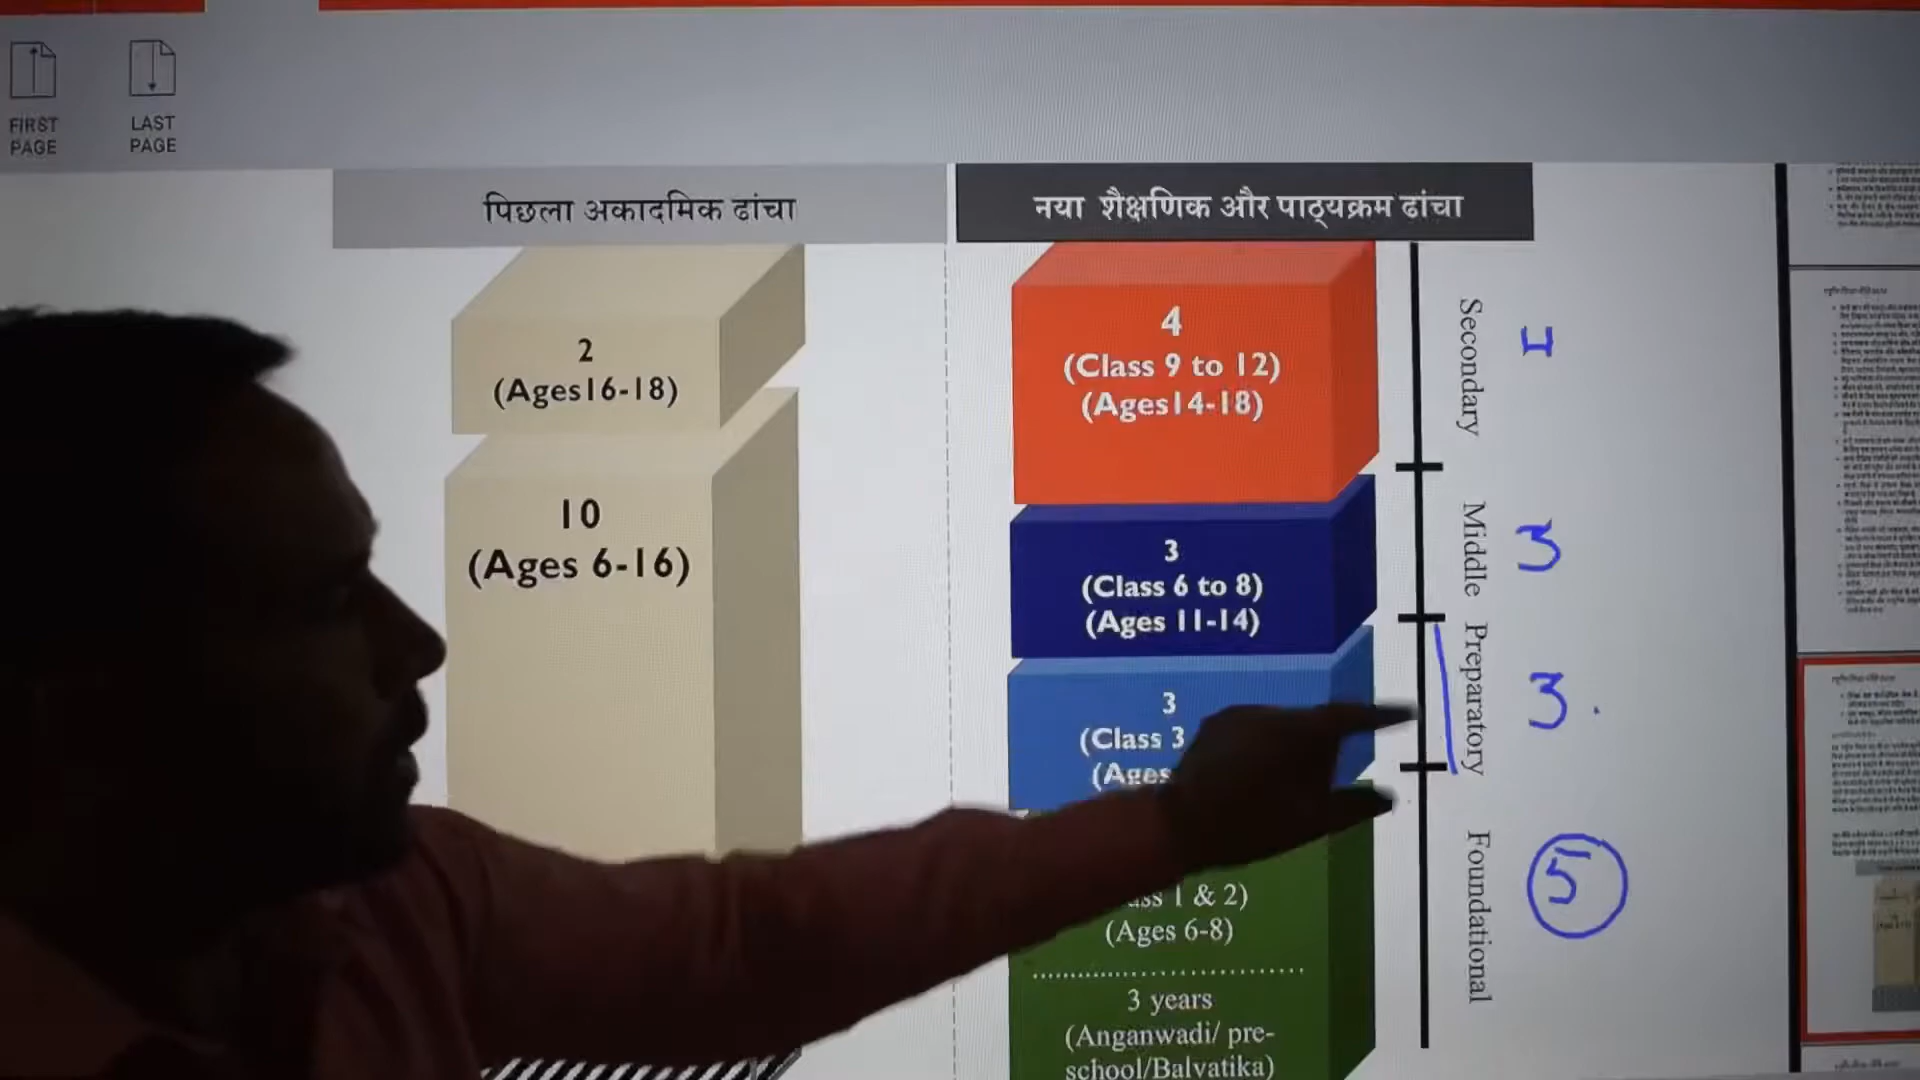 FIRST
PAGE
LAST
PAGE
पिछला अकादमिक ढांचा
2
(Ages16-18)
10
(Ages 6-16)
नया शैक्षणिक और पाठ्यक्रम ढांचा
4
(Class 9 to 12)
(Ages14-18)
3
(Class 6 to 8)
(Ages 11-14)
3
(Class 3
(Ages
1 & 2)
(Ages 6-8)
3 years
(Anganwadi/ pre-
school/Balvatika)
Secondary
Middle
Preparatory
Foundational
4
3
3
5